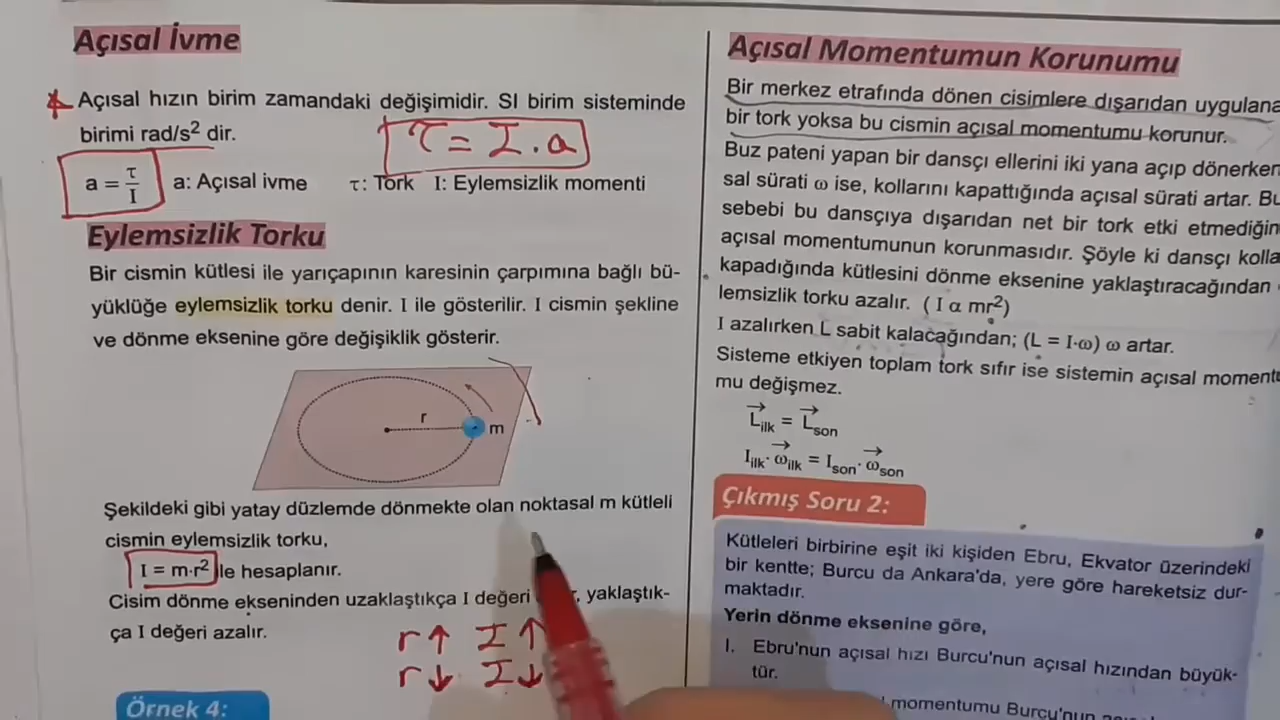 Açısal İvme
Açısal hızın birim zamandaki değişimidir. SI birim sisteminde
birimi rad/s² dir.
τ = I . a
a = τ/I a: Açısal ivme τ: Tork I: Eylemsizlik momenti
Eylemsizlik Torku
Bir cismin kütlesi ile yarıçapının karesinin çarpımına bağlı bü-
yüklüğe eylemsizlik torku denir. I ile gösterilir. I cismin şekline
ve dönme eksenine göre değişiklik gösterir.
r
m
Şekildeki gibi yatay düzlemde dönmekte olan noktasal m kütleli
cismin eylemsizlik torku,
I = m·r² ile hesaplanır.
Cisim dönme ekseninden uzaklaştıkça I değeri yaklaştık-
ça I değeri azalır.
r↑ I↑
r↓ I↓
Örnek 4:
Açısal Momentumun Korunumu
Bir merkez etrafında dönen cisimlere dışarıdan uygulana
bir tork yoksa bu cismin açısal momentumu korunur.
Buz pateni yapan bir dansçı ellerini iki yana açıp dönerken
sal sürati ω ise, kollarını kapattığında açısal sürati artar. Bu
sebebi bu dansçıya dışarıdan net bir tork etki etmediğin
açısal momentumunun korunmasıdır. Şöyle ki dansçı kolla
kapadığında kütlesini dönme eksenine yaklaştıracağından
lemsizlik torku azalır. (I α mr²)
I azalırken L sabit kalacağından; (L = I·ω) ω artar.
Sisteme etkiyen toplam tork sıfır ise sistemin açısal moment
mu değişmez.
L⃗ilk = L⃗son
Iilk· ω⃗ilk = Ison· ω⃗son
Çıkmış Soru 2:
Kütleleri birbirine eşit iki kişiden Ebru, Ekvator üzerindeki
bir kentte; Burcu da Ankara'da, yere göre hareketsiz dur-
maktadır.
Yerin dönme eksenine göre,
I. Ebru'nun açısal hızı Burcu'nun açısal hızından büyük-
tür.
momentumu Burcu'nun